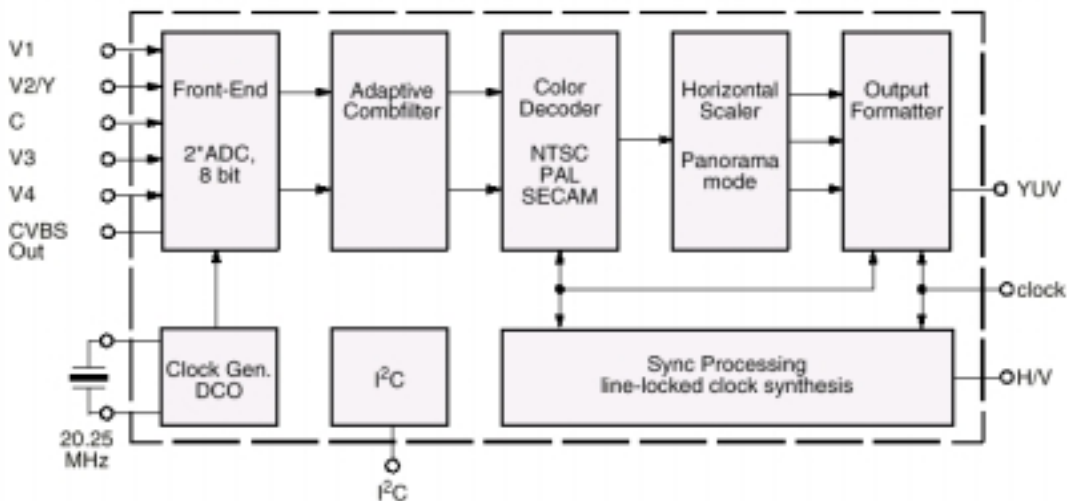 V1
V2/Y
C
V3
V4
CVBS
Out
Front-End
2*ADC,
8 bit
Adaptive
Combfilter
Color
Decoder
NTSC
PAL
SECAM
Horizontal
Scaler
Panorama
mode
Output
Formatter
YUV
clock
H/V
Clock Gen.
DCO
I²C
Sync Processing
line-locked clock synthesis
20.25
MHz
I²C